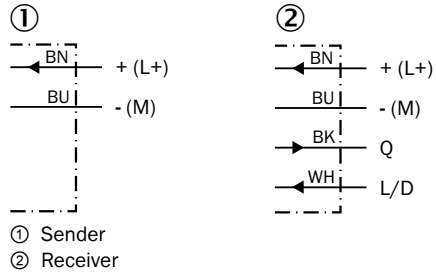 ① ②
BN + (L+)
BU - (M)
BN + (L+)
BU - (M)
BK Q
WH L/D
① Sender
② Receiver